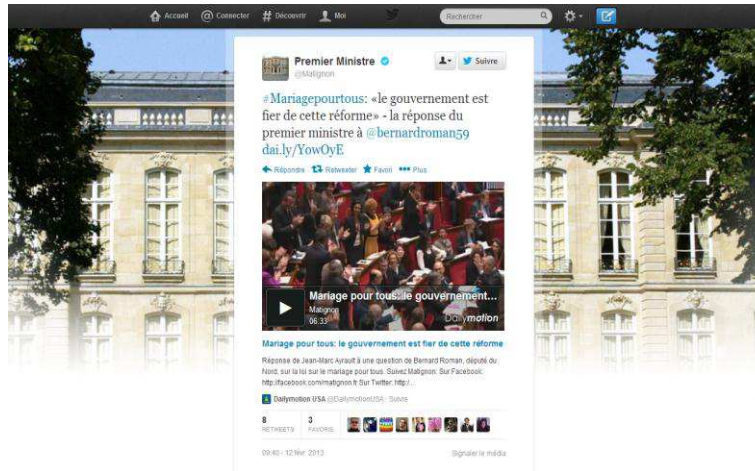 Accueil @ Connecter # Découvrir Moi Rechercher
Premier Ministre
@Matignon
Suivre
#Mariagepourtous: «le gouvernement est
fier de cette réforme» - la réponse du
premier ministre à @bernardroman59
dai.ly/YowOyE
Répondre Retweeter Favori ••• Plus
Mariage pour tous: le gouvernement...
Matignon
06:33
Dailymotion
Mariage pour tous: le gouvernement est fier de cette réforme
Réponse de Jean-Marc Ayrault à une question de Bernard Roman, député du
Nord, sur la loi sur le mariage pour tous. Suivez Matignon: Sur Facebook:
http://facebook.com/matignon.fr Sur Twitter: http:/...
Dailymotion USA @DailymotionUSA · Suivre
8 3
RETWEETS FAVORIS
09:40 - 12 févr. 2013 Signaler le média